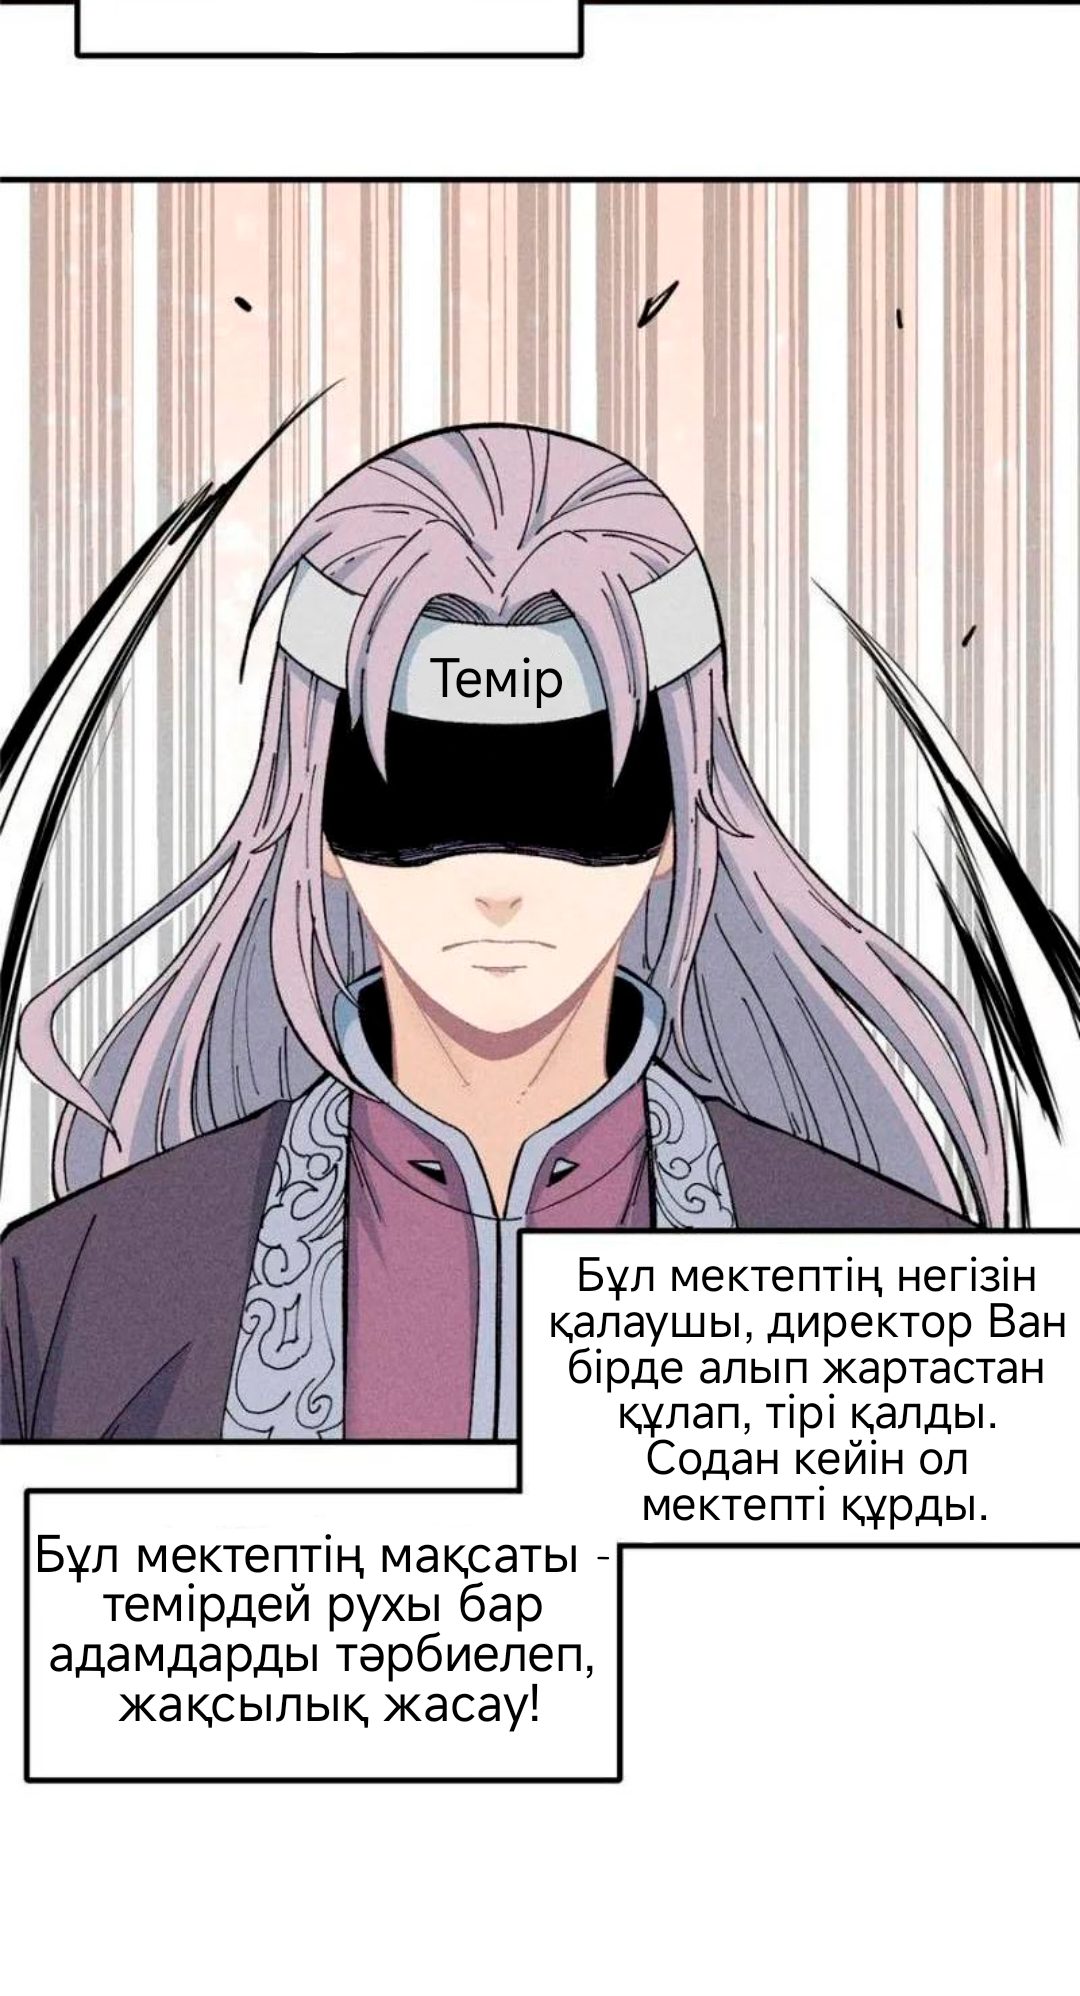 Темір
Бұл мектептің негізін
қалаушы, директор Ван
бірде алып жартастан
құлап, тірі қалды.
Содан кейін ол
мектепті құрды.
Бұл мектептің мақсаты -
темірдей рухы бар
адамдарды тәрбиелеп,
жақсылық жасау!